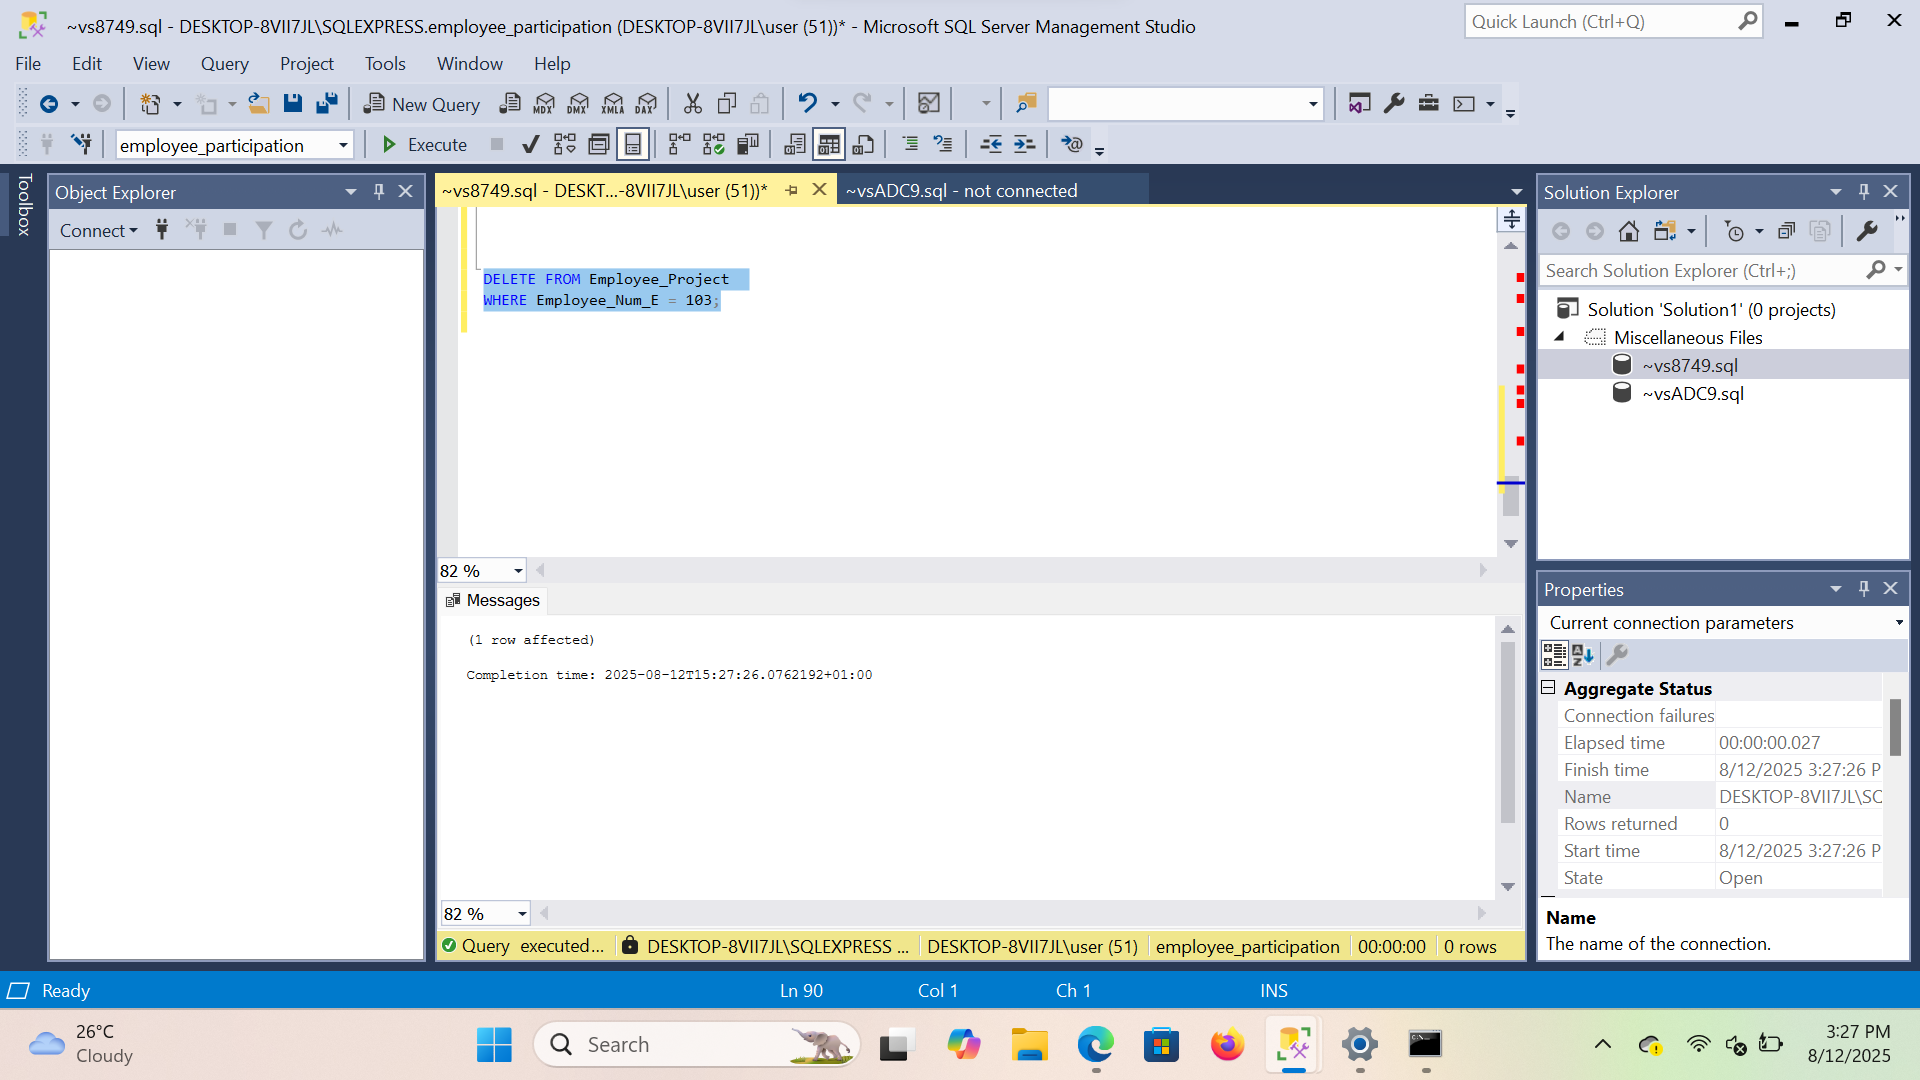 ~vs8749.sql - DESKTOP-8VII7JL\SQLEXPRESS.employee_participation (DESKTOP-8VII7JL\user (51))* - Microsoft SQL Server Management Studio
Quick Launch (Ctrl+Q)
File Edit View Query Project Tools Window Help
New Query MDX DMX XMLA DAX
employee_participation Execute
Toolbox
Object Explorer
Connect
~vs8749.sql - DESKT...-8VII7JL\user (51))* ~vsADC9.sql - not connected
DELETE FROM Employee_Project
WHERE Employee_Num_E = 103;
82 %
Messages
(1 row affected)
Completion time: 2025-08-12T15:27:26.0762192+01:00
82 %
Query executed... DESKTOP-8VII7JL\SQLEXPRESS ... DESKTOP-8VII7JL\user (51) employee_participation 00:00:00 0 rows
Solution Explorer
Search Solution Explorer (Ctrl+;)
Solution 'Solution1' (0 projects)
Miscellaneous Files
~vs8749.sql
~vsADC9.sql
Properties
Current connection parameters
Aggregate Status
Connection failures
Elapsed time 00:00:00.027
Finish time 8/12/2025 3:27:26 P
Name DESKTOP-8VII7JL\SC
Rows returned 0
Start time 8/12/2025 3:27:26 P
State Open
Name
The name of the connection.
Ready Ln 90 Col 1 Ch 1 INS
26°C
Cloudy
Search
3:27 PM
8/12/2025